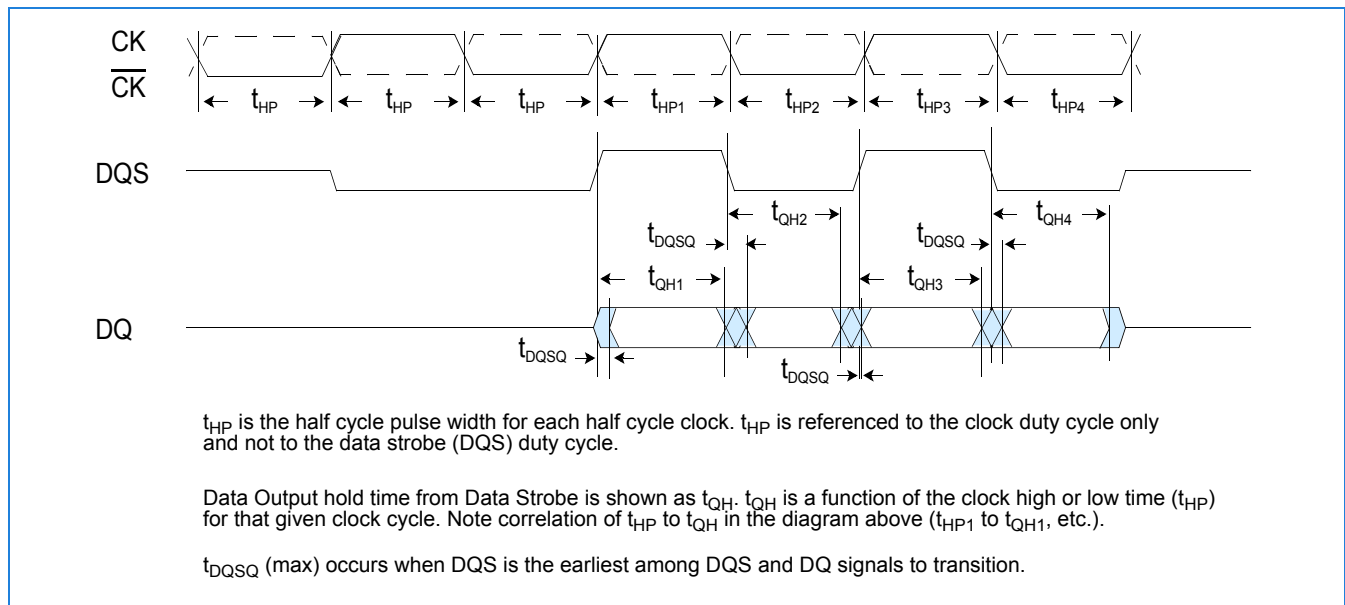 CK
CK
tHP tHP tHP tHP1 tHP2 tHP3 tHP4
DQS
tQH2 tQH4
tDQSQ tDQSQ
tQH1 tQH3
DQ
tDQSQ tDQSQ
tHP is the half cycle pulse width for each half cycle clock. tHP is referenced to the clock duty cycle only
and not to the data strobe (DQS) duty cycle.
Data Output hold time from Data Strobe is shown as tQH. tQH is a function of the clock high or low time (tHP)
for that given clock cycle. Note correlation of tHP to tQH in the diagram above (tHP1 to tQH1, etc.).
tDQSQ (max) occurs when DQS is the earliest among DQS and DQ signals to transition.